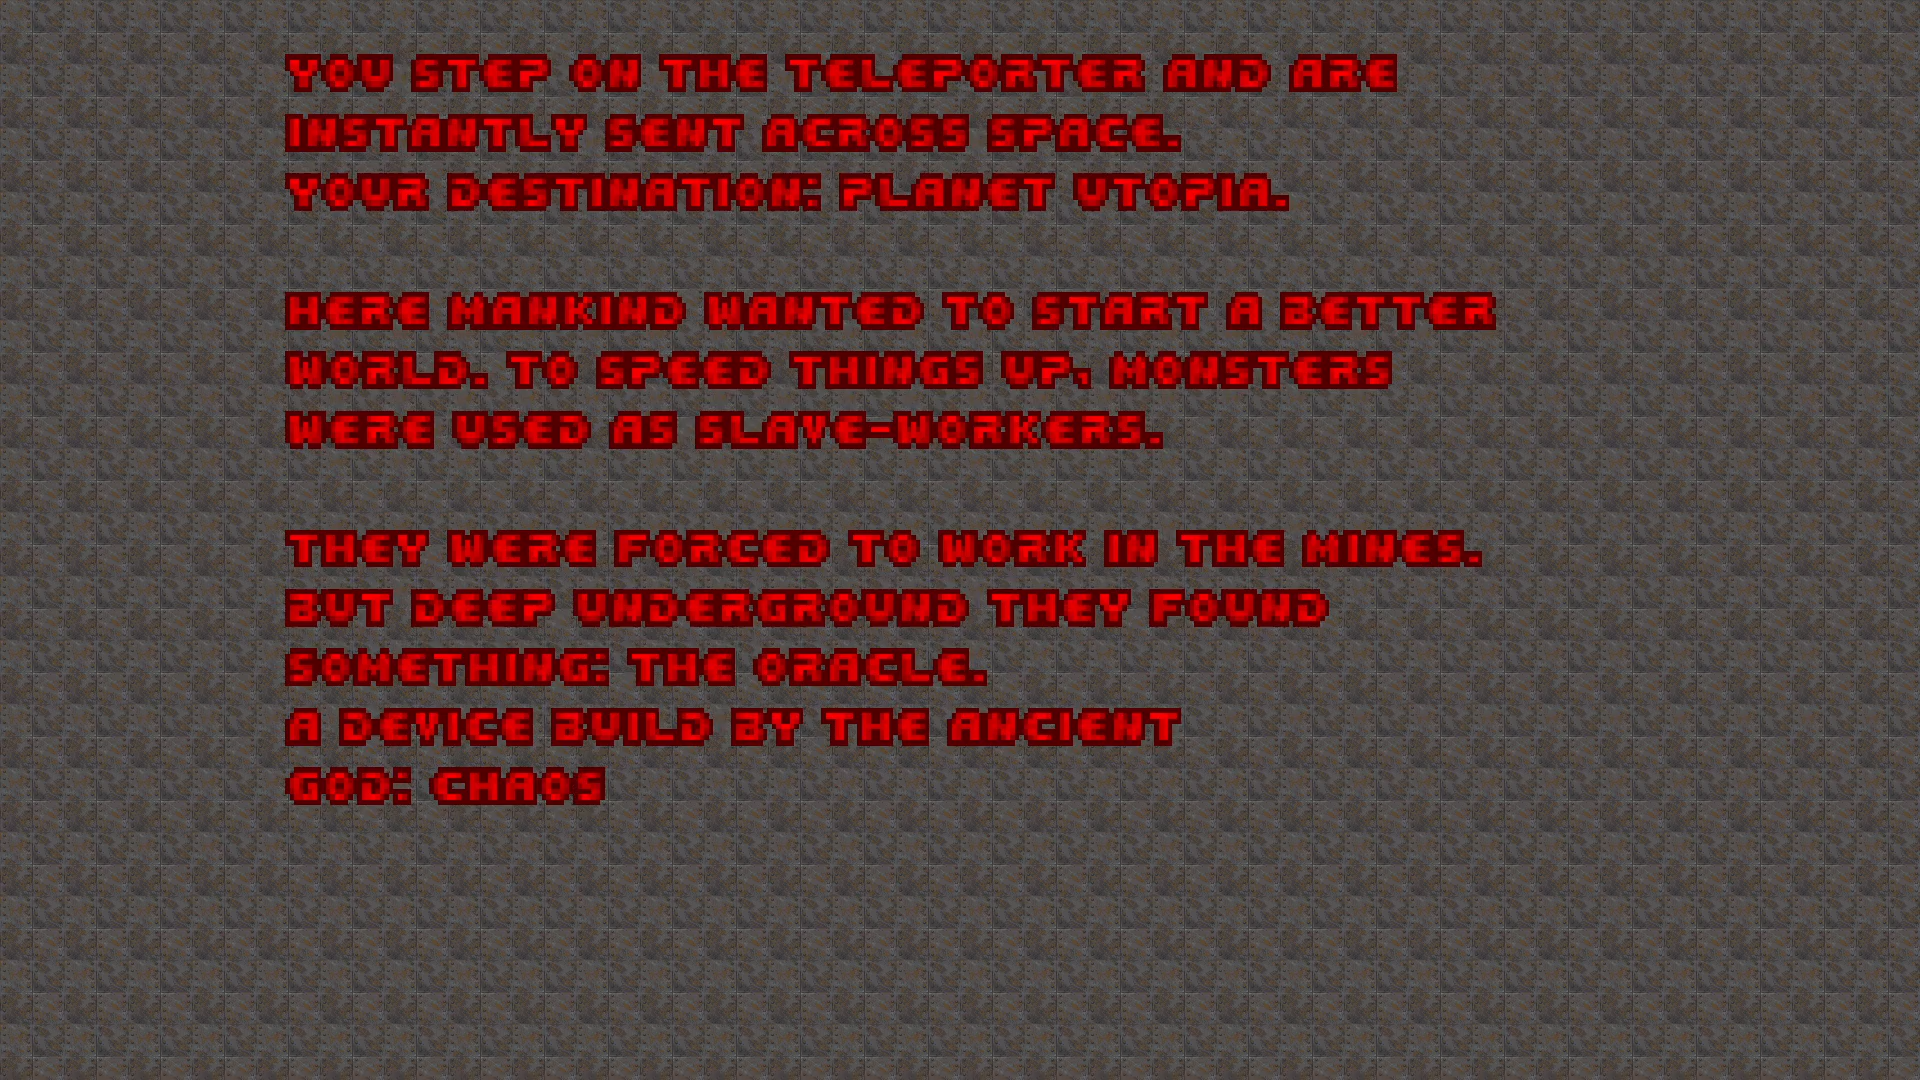 YOU STEP ON THE TELEPORTER AND ARE
INSTANTLY SENT ACROSS SPACE.
YOUR DESTINATION: PLANET UTOPIA.
HERE MANKIND WANTED TO START A BETTER
WORLD. TO SPEED THINGS UP, MONSTERS
WERE USED AS SLAVE-WORKERS.
THEY WERE FORCED TO WORK IN THE MINES.
BUT DEEP UNDERGROUND THEY FOUND
SOMETHING: THE ORACLE.
A DEVICE BUILD BY THE ANCIENT
GOD: CHAOS